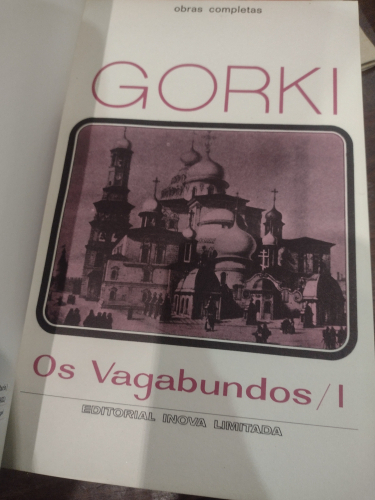 obras completas
GORKI
Os Vagabundos/I
EDITORIAL INOVA LIMITADA